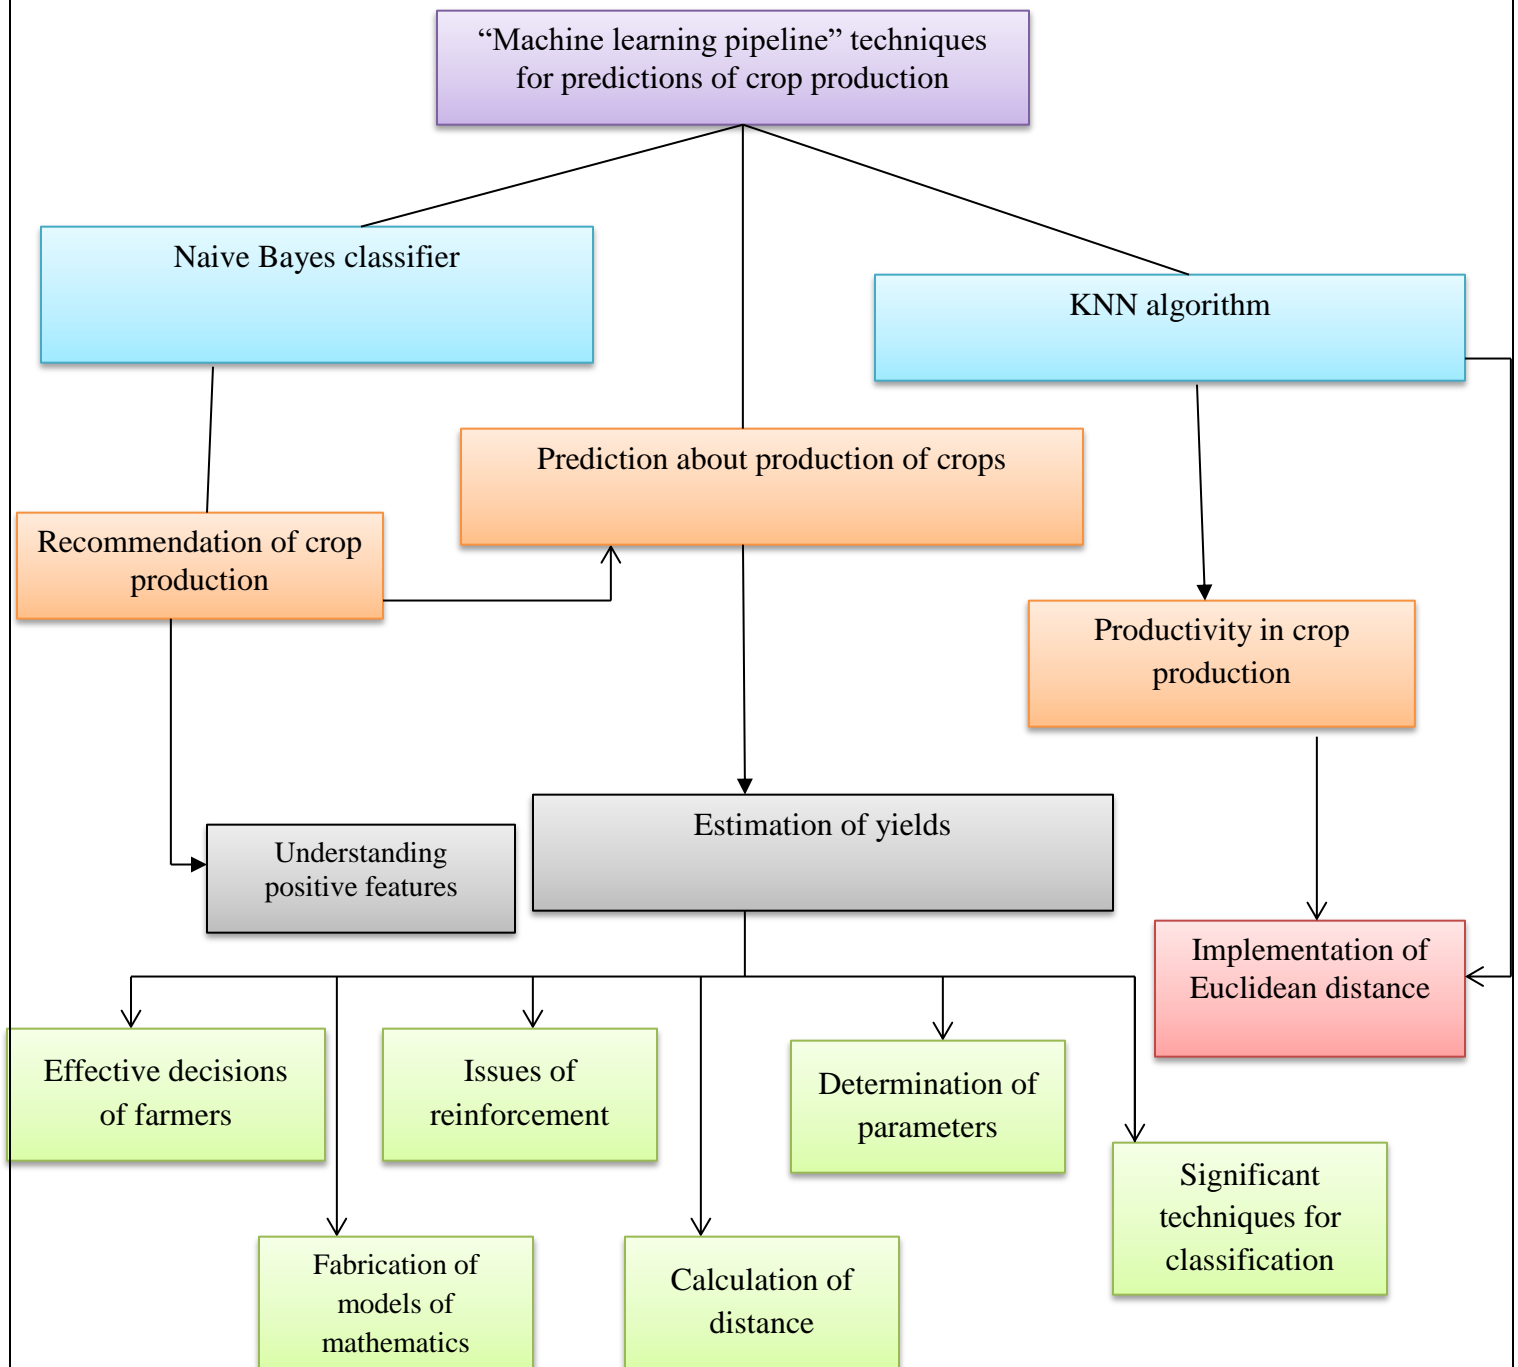 “Machine learning pipeline” techniques
for predictions of crop production
Naive Bayes classifier
KNN algorithm
Prediction about production of crops
Recommendation of crop
production
Productivity in crop
production
Estimation of yields
Understanding
positive features
Implementation of
Euclidean distance
Effective decisions
of farmers
Issues of
reinforcement
Determination of
parameters
Significant
techniques for
classification
Fabrication of
models of
mathematics
Calculation of
distance